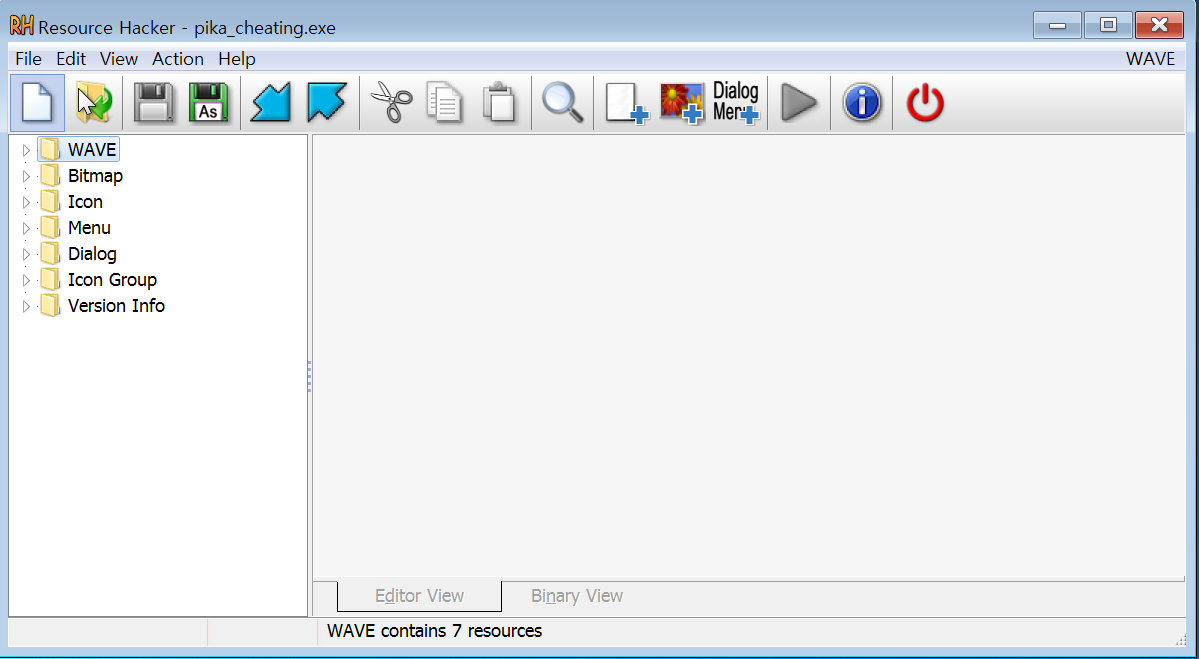 RH Resource Hacker - pika_cheating.exe
File Edit View Action Help WAVE
As Dialog
Menu
WAVE
Bitmap
Icon
Menu
Dialog
Icon Group
Version Info
Editor View Binary View
WAVE contains 7 resources